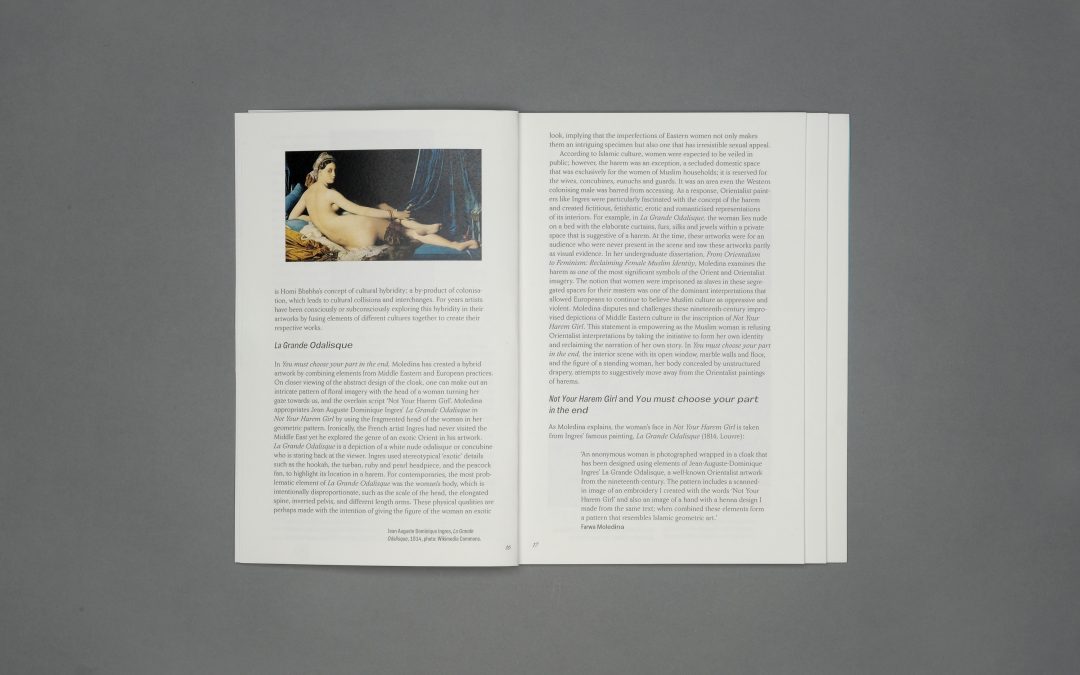 is Homi Bhabha's concept of cultural hybridity; a by-product of colonisa-
tion, which leads to cultural collisions and interchanges. For years artists
have been consciously or subconsciously exploring this hybridity in their
artworks by fusing elements of different cultures together to create their
respective works.
La Grande Odalisque
In You must choose your part in the end, Moledina has created a hybrid
artwork by combining elements from Middle Eastern and European practices.
On closer viewing of the abstract design of the cloak, one can make out an
intricate pattern of floral imagery with the head of a woman turning her
gaze towards us, and the overlain script 'Not Your Harem Girl'. Moledina
appropriates Jean Auguste Dominique Ingres' La Grande Odalisque in
Not Your Harem Girl by using the fragmented head of the woman in her
geometric pattern. Ironically, the French artist Ingres had never visited the
Middle East yet he explored the genre of an exotic Orient in his artwork.
La Grande Odalisque is a depiction of a white nude odalisque or concubine
who is staring back at the viewer. Ingres used stereotypical 'exotic' details
such as the hookah, the turban, ruby and pearl headpiece, and the peacock
fan, to highlight its location in a harem. For contemporaries, the most prob-
lematic element of La Grande Odalisque was the woman's body, which is
intentionally disproportionate, such as the scale of the head, the elongated
spine, inverted pelvis, and different length arms. These physical qualities are
perhaps made with the intention of giving the figure of the woman an exotic
Jean Auguste Dominique Ingres, La Grande
Odalisque, 1814, photo: Wikimedia Commons.
16
look, implying that the imperfections of Eastern women not only makes
them an intriguing specimen but also one that has irresistible sexual appeal.
According to Islamic culture, women were expected to be veiled in
public; however, the harem was an exception, a secluded domestic space
that was exclusively for the women of Muslim households; it is reserved for
the wives, concubines, eunuchs and guards. It was an area even the Western
colonising male was barred from accessing. As a response, Orientalist paint-
ers like Ingres were particularly fascinated with the concept of the harem
and created fictitious, fetishistic, erotic and romanticised representations
of its interiors. For example, in La Grande Odalisque, the woman lies nude
on a bed with the elaborate curtains, furs, silks and jewels within a private
space that is suggestive of a harem. At the time, these artworks were for an
audience who were never present in the scene and saw these artworks partly
as visual evidence. In her undergraduate dissertation, From Orientalism
to Feminism: Reclaiming Female Muslim Identity, Moledina examines the
harem as one of the most significant symbols of the Orient and Orientalist
imagery. The notion that women were imprisoned as slaves in these segre-
gated spaces for their masters was one of the dominant interpretations that
allowed Europeans to continue to believe Muslim culture as oppressive and
violent. Moledina disputes and challenges these nineteenth-century impro-
vised depictions of Middle Eastern culture in the inscription of Not Your
Harem Girl. This statement is empowering as the Muslim woman is refusing
Orientalist interpretations by taking the initiative to form her own identity
and reclaiming the narration of her own story. In You must choose your part
in the end, the interior scene with its open window, marble walls and floor,
and the figure of a standing woman, her body concealed by unstructured
drapery, attempts to suggestively move away from the Orientalist paintings
of harems.
Not Your Harem Girl and You must choose your part
in the end
As Moledina explains, the woman's face in Not Your Harem Girl is taken
from Ingres' famous painting, La Grande Odalisque (1814, Louvre):
'An anonymous woman is photographed wrapped in a cloak that
has been designed using elements of Jean-Auguste-Dominique
Ingres' La Grande Odalisque, a well-known Orientalist artwork
from the nineteenth-century. The pattern includes a scanned-
in image of an embroidery I created with the words 'Not Your
Harem Girl' and also an image of a hand with a henna design I
made from the same text; when combined these elements form
a pattern that resembles Islamic geometric art.'
Farwa Moledina
17